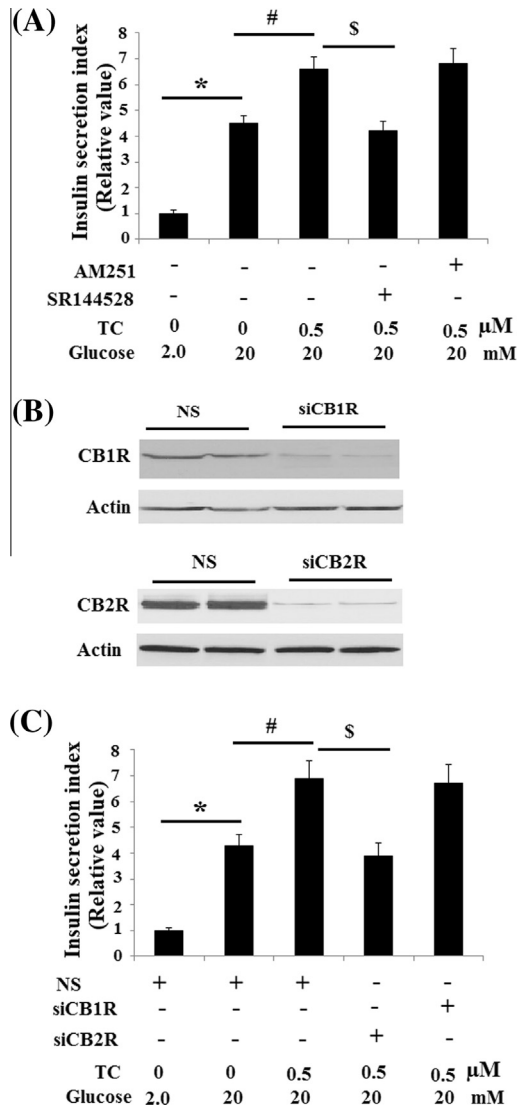 (A)
Insulin secretion index
(Relative value)
8
7
6
5
4
3
2
1
0
* # $
AM251 - - - - +
SR144528 - - - + -
TC 0 0 0.5 0.5 0.5 μM
Glucose 2.0 20 20 20 20 mM
(B)
NS siCB1R
CB1R
Actin
NS siCB2R
CB2R
Actin
(C)
Insulin secretion index
(Relative value)
8
7
6
5
4
3
2
1
0
* # $
NS + + + - -
siCB1R - - - - +
siCB2R - - - + -
TC 0 0 0.5 0.5 0.5 μM
Glucose 2.0 20 20 20 20 mM